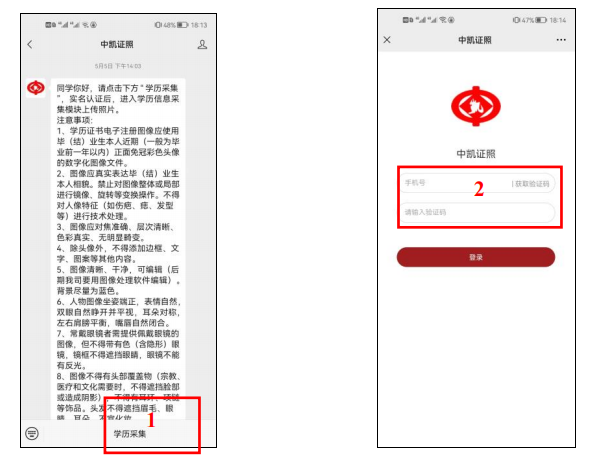 48% 18:13
中凯证照
5月5日 下午14:03
同学你好，请点击下方“学历采集
”，实名认证后，进入学历信息采
集模块上传照片。
注意事项：
1、学历证书电子注册图像应使用
毕（结）业生本人近期（一般为毕
业前一年以内）正面免冠彩色头像
的数字化图像文件。
2、图像应真实表达毕（结）业生
本人相貌。禁止对图像整体或局部
进行镜像、旋转等变换操作。不得
对人像特征（如伤疤、痣、发型
等）进行技术处理。
3、图像应对焦准确、层次清晰、
色彩真实、无明显畸变。
4、除头像外，不得添加边框、文
字、图案等其他内容。
5、图像清晰、干净，可编辑（后
期我司要用图像处理软件编辑）。
背景尽量为蓝色。
6、人物图像坐姿端正，表情自然，
双眼自然睁开并平视，耳朵对称，
左右肩膀平衡，嘴唇自然闭合。
7、常戴眼镜者需提供佩戴眼镜的
图像，但不得带有色（含隐形）眼
镜，镜框不得遮挡眼睛，眼镜不能
有反光。
8、图像不得有头部覆盖物（宗教、
医疗和文化需要时，不得遮挡脸部
或造成阴影），不得有耳环、项链
等饰品。头发不得遮挡眉毛、眼
睛、耳朵，不宜化妆
1
学历采集
47% 18:14
中凯证照
中凯证照
手机号 获取验证码
2
请输入验证码
登录